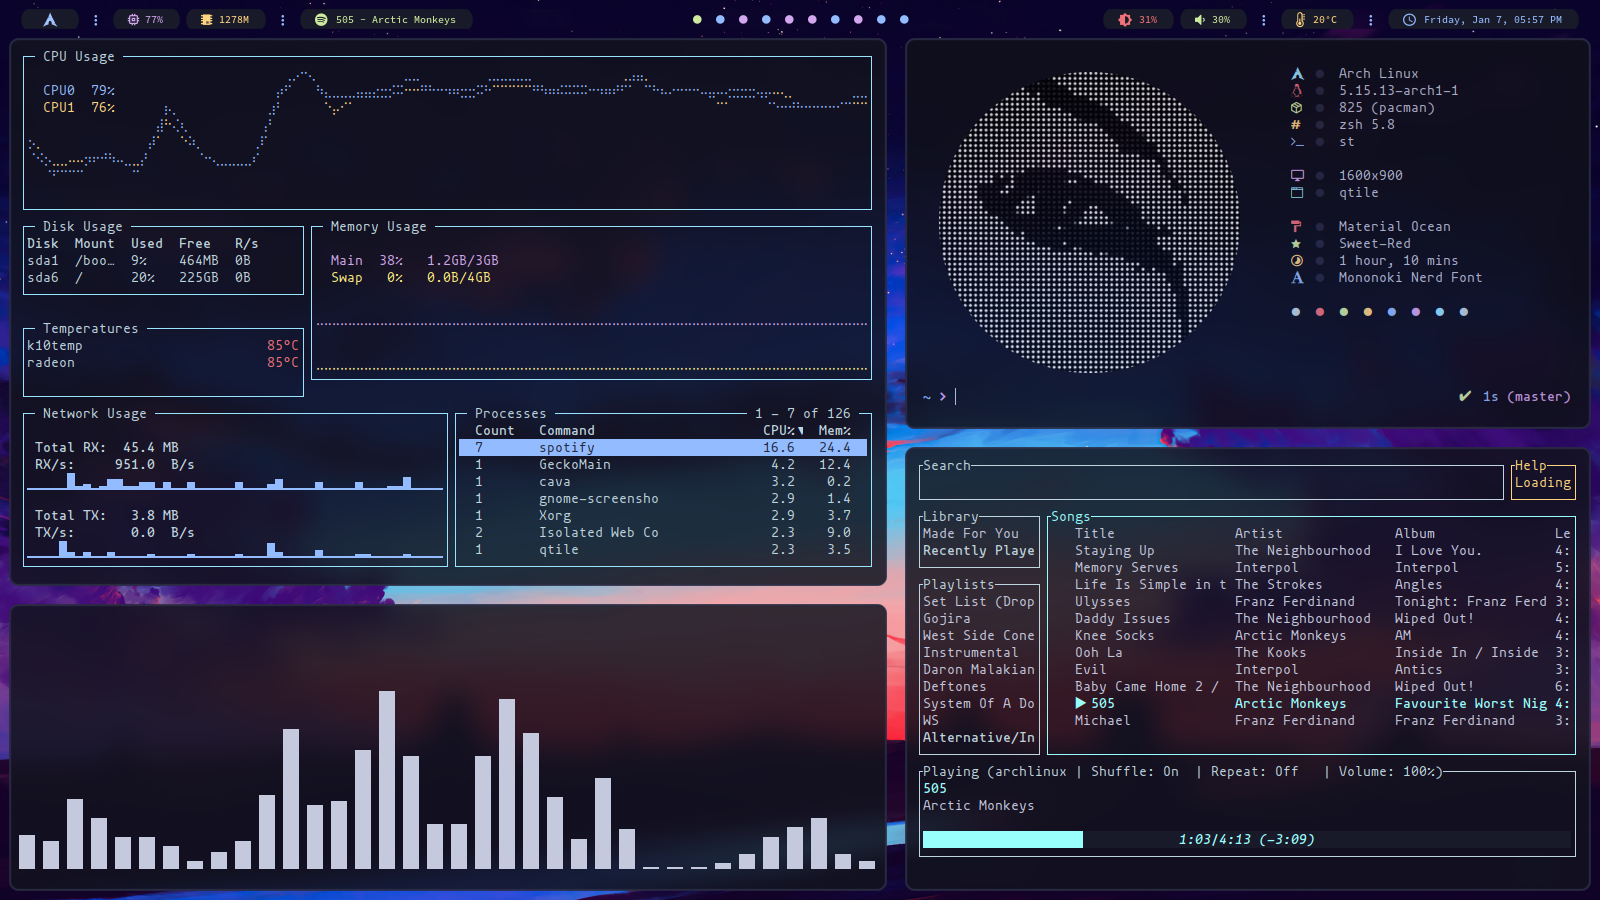 77%
1278M
505 - Arctic Monkeys
31%
30%
20°C
Friday, Jan 7, 05:57 PM
CPU Usage
CPU0 79%
CPU1 76%
Disk Usage
Disk Mount Used Free R/s
sda1 /boo… 9% 464MB 0B
sda6 / 20% 225GB 0B
Temperatures
k10temp 85°C
radeon 85°C
Memory Usage
Main 38% 1.2GB/3GB
Swap 0% 0.0B/4GB
Network Usage
Total RX: 45.4 MB
RX/s: 951.0 B/s
Total TX: 3.8 MB
TX/s: 0.0 B/s
Processes 1 - 7 of 126
Count Command CPU%▼ Mem%
7 spotify 16.6 24.4
1 GeckoMain 4.2 12.4
1 cava 3.2 0.2
1 gnome-screensho 2.9 1.4
1 Xorg 2.9 3.7
2 Isolated Web Co 2.3 9.0
1 qtile 2.3 3.5
Arch Linux
5.15.13-arch1-1
825 (pacman)
# zsh 5.8
>_ st
1600x900
qtile
Material Ocean
Sweet-Red
1 hour, 10 mins
A Mononoki Nerd Font
~ ❯
✔ 1s (master)
Search
Help
Loading
Library
Made For You
Recently Playe
Playlists
Set List (Drop
Gojira
West Side Cone
Instrumental
Daron Malakian
Deftones
System Of A Do
WS
Alternative/In
Songs
Title Artist Album Le
Staying Up The Neighbourhood I Love You. 4:
Memory Serves Interpol Interpol 5:
Life Is Simple in t The Strokes Angles 4:
Ulysses Franz Ferdinand Tonight: Franz Ferd 3:
Daddy Issues The Neighbourhood Wiped Out! 4:
Knee Socks Arctic Monkeys AM 4:
Ooh La The Kooks Inside In / Inside 3:
Evil Interpol Antics 3:
Baby Came Home 2 / The Neighbourhood Wiped Out! 6:
▶ 505 Arctic Monkeys Favourite Worst Nig 4:
Michael Franz Ferdinand Franz Ferdinand 3:
Playing (archlinux | Shuffle: On | Repeat: Off | Volume: 100%)
505
Arctic Monkeys
1:03/4:13 (-3:09)